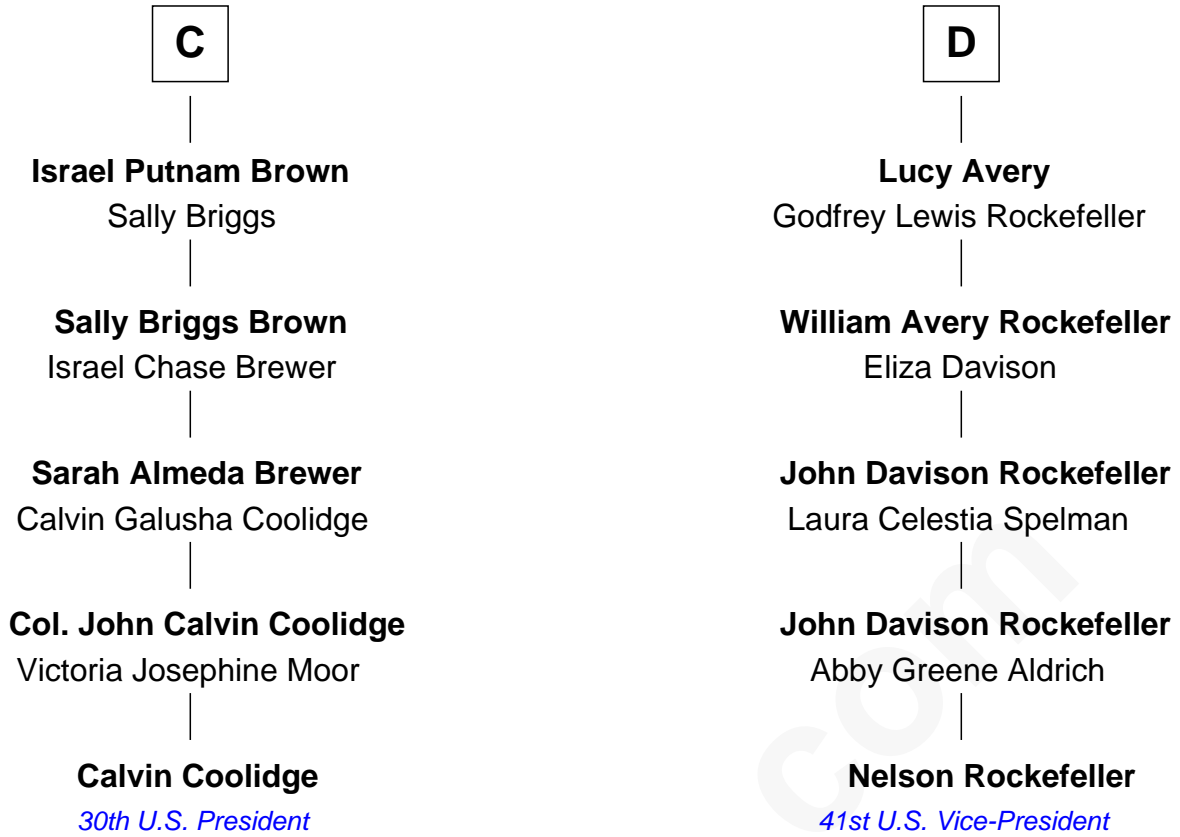 C
Israel Putnam Brown
Sally Briggs
Sally Briggs Brown
Israel Chase Brewer
Sarah Almeda Brewer
Calvin Galusha Coolidge
Col. John Calvin Coolidge
Victoria Josephine Moor
Calvin Coolidge
30th U.S. President
D
Lucy Avery
Godfrey Lewis Rockefeller
William Avery Rockefeller
Eliza Davison
John Davison Rockefeller
Laura Celestia Spelman
John Davison Rockefeller
Abby Greene Aldrich
Nelson Rockefeller
41st U.S. Vice-President
com